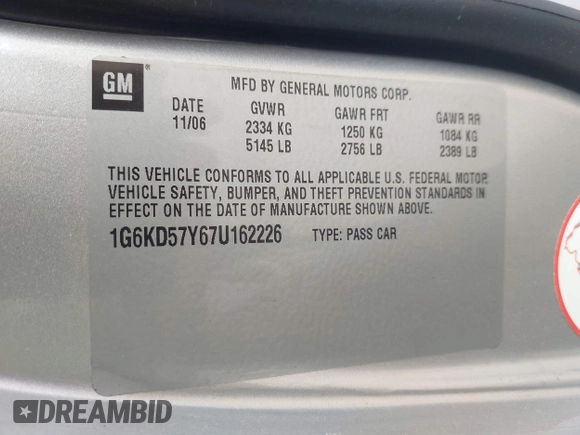 GM
MFD BY GENERAL MOTORS CORP.
DATE GVWR GAWR FRT GAWR RR
11/06 2334 KG 1250 KG 1084 KG
5145 LB 2756 LB 2389 LB
THIS VEHICLE CONFORMS TO ALL APPLICABLE U.S. FEDERAL MOTOR
VEHICLE SAFETY, BUMPER, AND THEFT PREVENTION STANDARDS IN
EFFECT ON THE DATE OF MANUFACTURE SHOWN ABOVE.
1G6KD57Y67U162226 TYPE: PASS CAR
DREAMBID